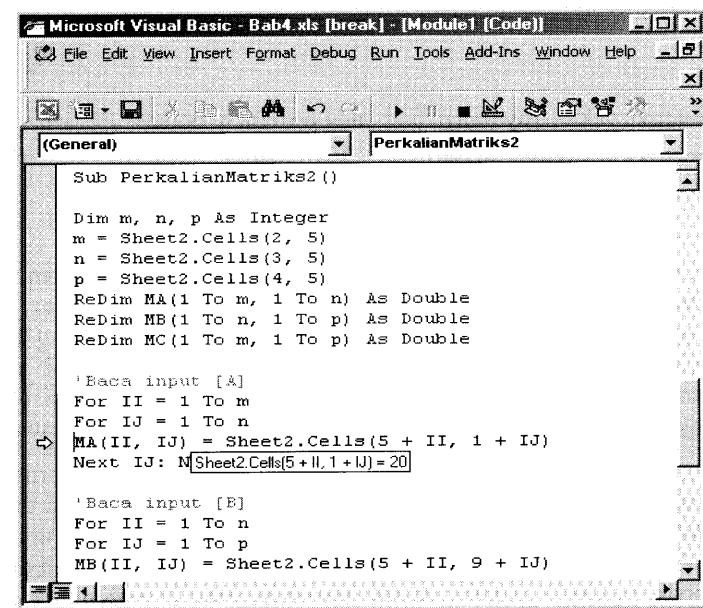 Microsoft Visual Basic - Bab4.xls [break] - [Module1 (Code)]
File Edit View Insert Format Debug Run Tools Add-Ins Window Help
(General) PerkalianMatriks2
Sub PerkalianMatriks2()
Dim m, n, p As Integer
m = Sheet2.Cells(2, 5)
n = Sheet2.Cells(3, 5)
p = Sheet2.Cells(4, 5)
ReDim MA(1 To m, 1 To n) As Double
ReDim MB(1 To n, 1 To p) As Double
ReDim MC(1 To m, 1 To p) As Double
'Baca input [A]
For II = 1 To m
For IJ = 1 To n
MA(II, IJ) = Sheet2.Cells(5 + II, 1 + IJ)
Next IJ: N
Sheet2.Cells(5 + II, 1 + IJ) = 20
'Baca input [B]
For II = 1 To n
For IJ = 1 To p
MB(II, IJ) = Sheet2.Cells(5 + II, 9 + IJ)